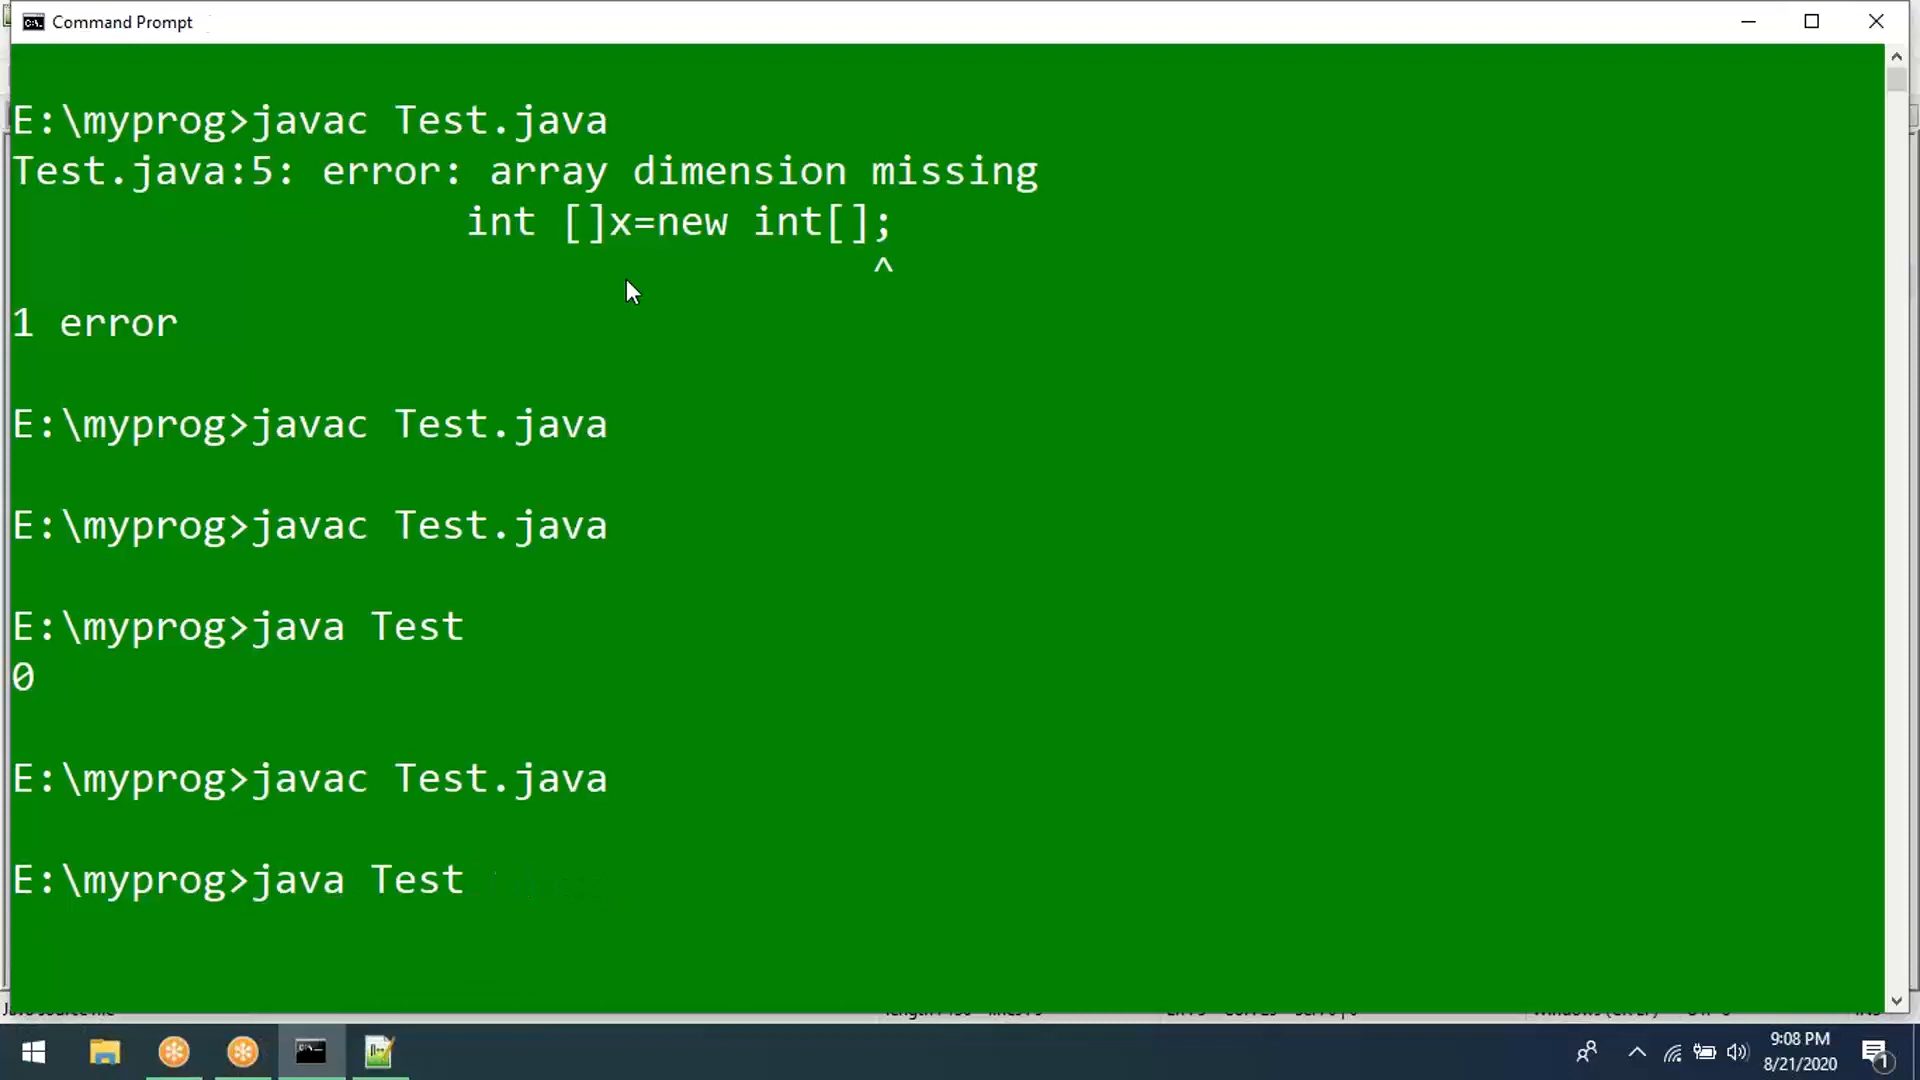 Command Prompt
E:\myprog>javac Test.java
Test.java:5: error: array dimension missing
int []x=new int[];
^
1 error
E:\myprog>javac Test.java
E:\myprog>javac Test.java
E:\myprog>java Test
0
E:\myprog>javac Test.java
E:\myprog>java Test
9:08 PM
8/21/2020
1